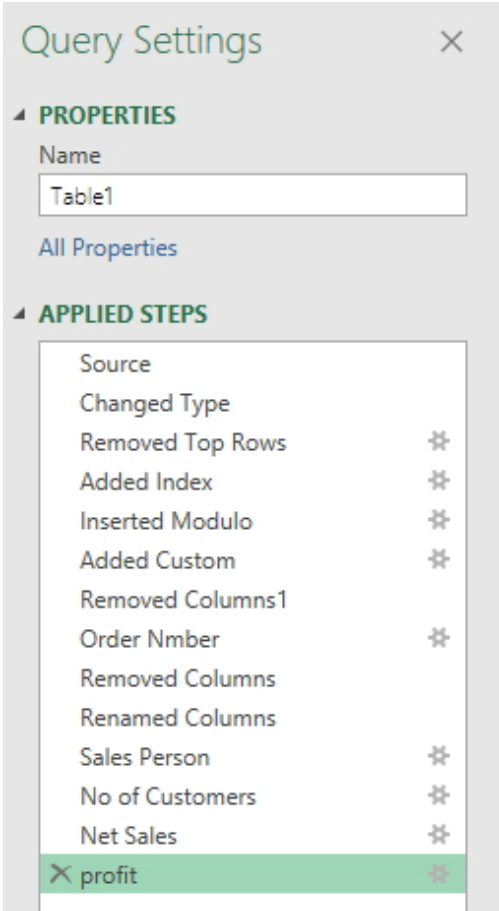 Query Settings
PROPERTIES
Name
Table1
All Properties
APPLIED STEPS
Source
Changed Type
Removed Top Rows
Added Index
Inserted Modulo
Added Custom
Removed Columns1
Order Nmber
Removed Columns
Renamed Columns
Sales Person
No of Customers
Net Sales
profit